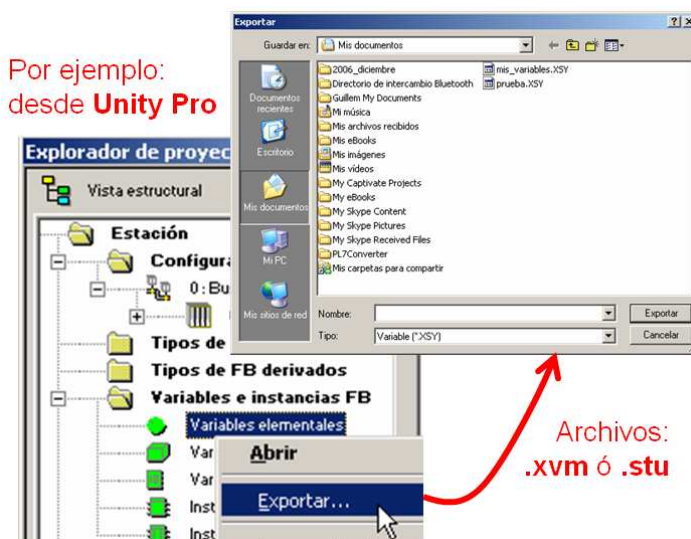 Por ejemplo:
desde Unity Pro
Exportar
Guardar en:
Mis documentos
Documentos recientes
Escritorio
Mis documentos
Mi PC
Mis sitios de red
2006_diciembre
Directorio de intercambio Bluetooth
Guillem My Documents
Mi música
Mis archivos recibidos
Mis eBooks
Mis imágenes
Mis vídeos
My Captivate Projects
My eBooks
My Skype Content
My Skype Pictures
My Skype Received Files
PL7Converter
Mis carpetas para compartir
mis_variables.XSY
prueba.XSY
Nombre:
Exportar
Tipo:
Variable (*.XSY)
Cancelar
Explorador de proyec
Vista estructural
Estación
Configura
0:Bu
Tipos de
Tipos de FB derivados
Variables e instancias FB
Variables elementales
Var
Var
Inst
Inst
Abrir
Exportar...
Archivos:
.xvm ó .stu